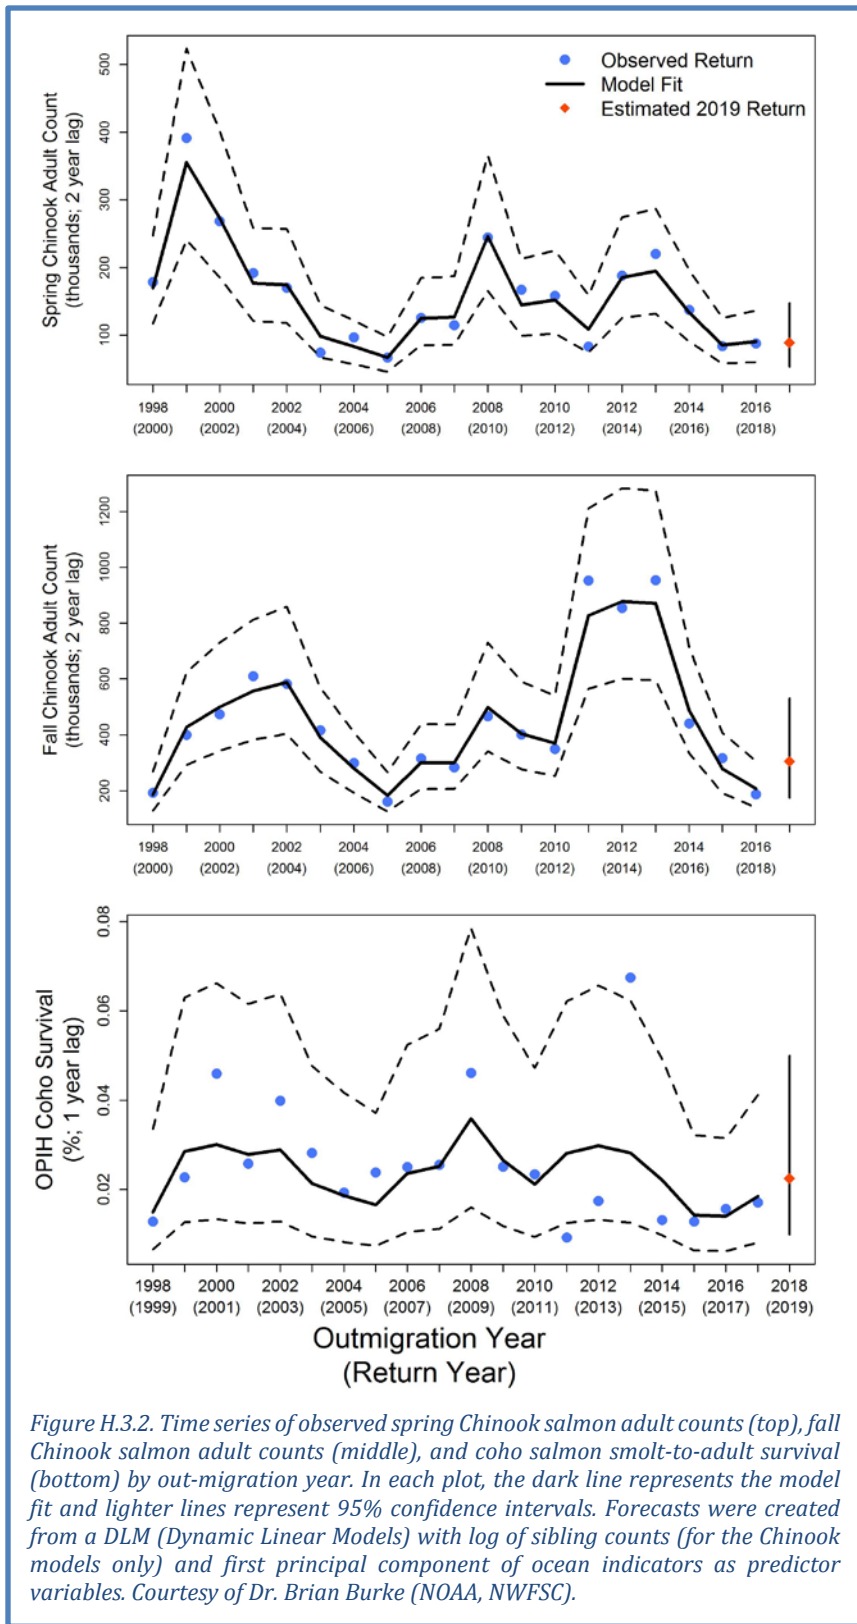 Spring Chinook Adult Count
(thousands; 2 year lag)
500
400
300
200
100
Observed Return
Model Fit
Estimated 2019 Return
1998 2000 2002 2004 2006 2008 2010 2012 2014 2016
(2000) (2002) (2004) (2006) (2008) (2010) (2012) (2014) (2016) (2018)
Fall Chinook Adult Count
(thousands; 2 year lag)
1200
1000
800
600
400
200
1998 2000 2002 2004 2006 2008 2010 2012 2014 2016
(2000) (2002) (2004) (2006) (2008) (2010) (2012) (2014) (2016) (2018)
OPIH Coho Survival
(%; 1 year lag)
0.08
0.06
0.04
0.02
1998 2000 2002 2004 2006 2008 2010 2012 2014 2016 2018
(1999) (2001) (2003) (2005) (2007) (2009) (2011) (2013) (2015) (2017) (2019)
Outmigration Year
(Return Year)
Figure H.3.2. Time series of observed spring Chinook salmon adult counts (top), fall
Chinook salmon adult counts (middle), and coho salmon smolt-to-adult survival
(bottom) by out-migration year. In each plot, the dark line represents the model
fit and lighter lines represent 95% confidence intervals. Forecasts were created
from a DLM (Dynamic Linear Models) with log of sibling counts (for the Chinook
models only) and first principal component of ocean indicators as predictor
variables. Courtesy of Dr. Brian Burke (NOAA, NWFSC).